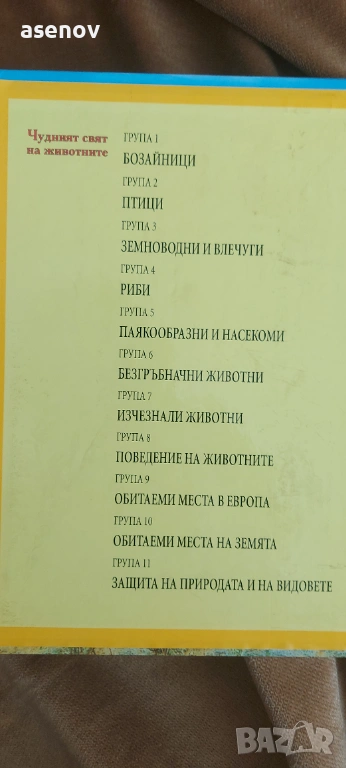 asenov
Чудният свят
на животните
ГРУПА 1
БОЗАЙНИЦИ
ГРУПА 2
ПТИЦИ
ГРУПА 3
ЗЕМНОВОДНИ И ВЛЕЧУГИ
ГРУПА 4
РИБИ
ГРУПА 5
ПАЯКООБРАЗНИ И НАСЕКОМИ
ГРУПА 6
БЕЗГРЪБНАЧНИ ЖИВОТНИ
ГРУПА 7
ИЗЧЕЗНАЛИ ЖИВОТНИ
ГРУПА 8
ПОВЕДЕНИЕ НА ЖИВОТНИТЕ
ГРУПА 9
ОБИТАЕМИ МЕСТА В ЕВРОПА
ГРУПА 10
ОБИТАЕМИ МЕСТА НА ЗЕМЯТА
ГРУПА 11
ЗАЩИТА НА ПРИРОДАТА И НА ВИДОВЕТЕ
BAZAR